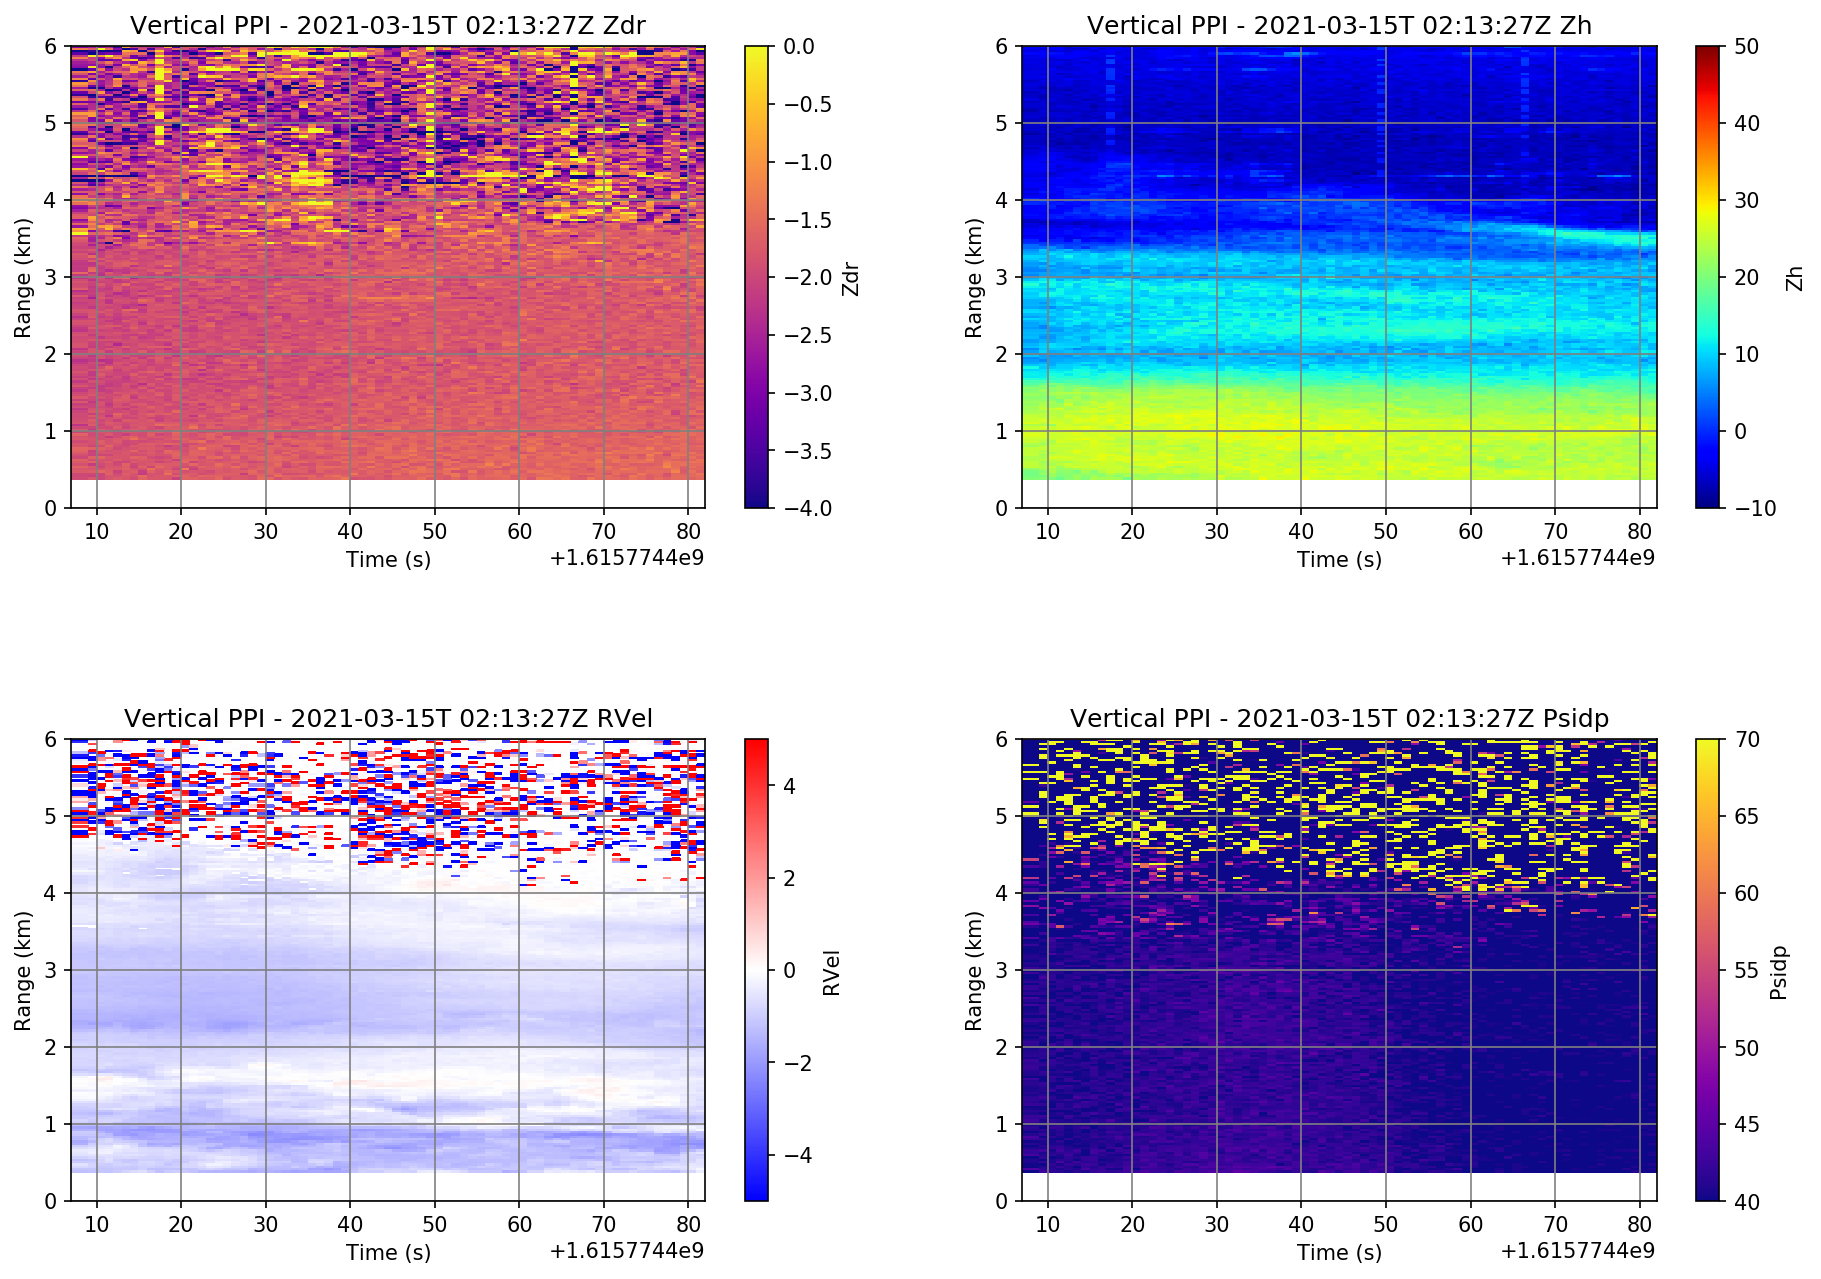 Vertical PPI - 2021-03-15T 02:13:27Z Zdr
6
5
4
3
2
1
0
Range (km)
10 20 30 40 50 60 70 80
Time (s)
+1.6157744e9
0.0
−0.5
−1.0
−1.5
−2.0
−2.5
−3.0
−3.5
−4.0
Zdr
Vertical PPI - 2021-03-15T 02:13:27Z Zh
6
5
4
3
2
1
0
Range (km)
10 20 30 40 50 60 70 80
Time (s)
+1.6157744e9
50
40
30
20
10
0
−10
Zh
Vertical PPI - 2021-03-15T 02:13:27Z RVel
6
5
4
3
2
1
0
Range (km)
10 20 30 40 50 60 70 80
Time (s)
+1.6157744e9
4
2
0
−2
−4
RVel
Vertical PPI - 2021-03-15T 02:13:27Z Psidp
6
5
4
3
2
1
0
Range (km)
10 20 30 40 50 60 70 80
Time (s)
+1.6157744e9
70
65
60
55
50
45
40
Psidp